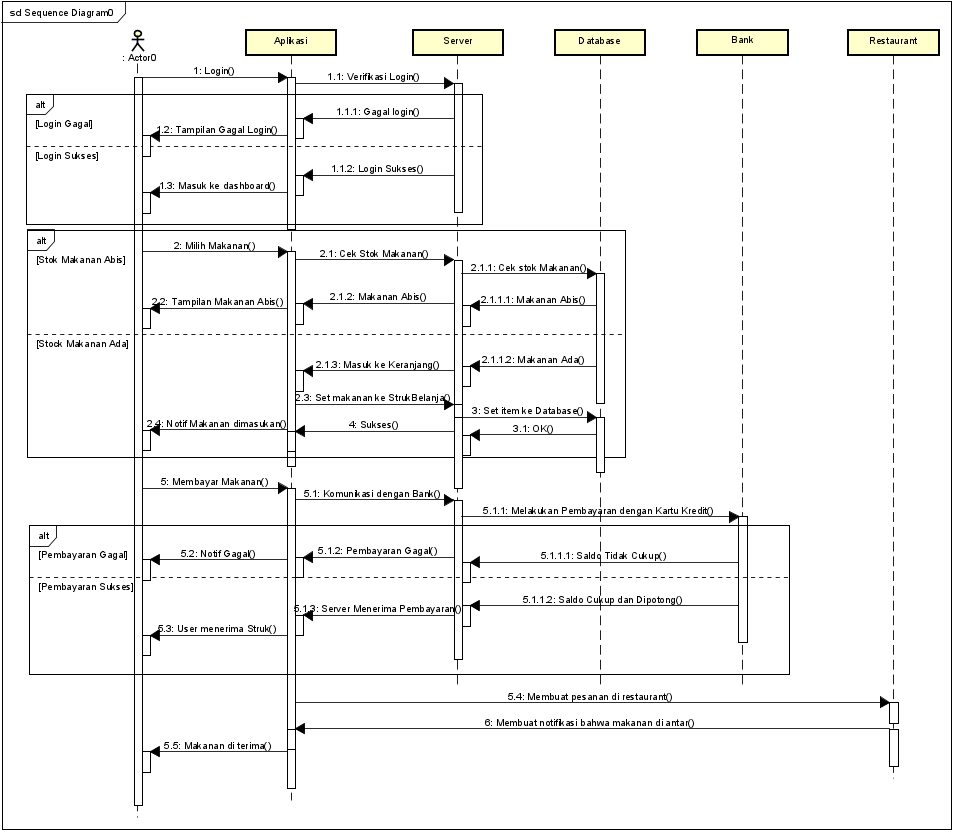 sd Sequence Diagram0
: Actor0
Aplikasi
Server
Database
Bank
Restaurant
1: Login()
1.1: Verifikasi Login()
alt
[Login Gagal]
1.1.1: Gagal login()
1.2: Tampilan Gagal Login()
[Login Sukses]
1.1.2: Login Sukses()
1.3: Masuk ke dashboard()
alt
2: Milih Makanan()
[Stok Makanan Abis]
2.1: Cek Stok Makanan()
2.1.1: Cek stok Makanan()
2.2: Tampilan Makanan Abis()
2.1.2: Makanan Abis()
2.1.1.1: Makanan Abis()
[Stock Makanan Ada]
2.1.3: Masuk ke Keranjang()
2.1.1.2: Makanan Ada()
2.3: Set makanan ke StrukBelanja()
3: Set item ke Database()
2.4: Notif Makanan dimasukan()
4: Sukses()
3.1: OK()
5: Membayar Makanan()
5.1: Komunikasi dengan Bank()
5.1.1: Melakukan Pembayaran dengan Kartu Kredit()
alt
[Pembayaran Gagal]
5.2: Notif Gagal()
5.1.2: Pembayaran Gagal()
5.1.1.1: Saldo Tidak Cukup()
[Pembayaran Sukses]
5.1.1.2: Saldo Cukup dan Dipotong()
5.1.3: Server Menerima Pembayaran()
5.3: User menerima Struk()
5.4: Membuat pesanan di restaurant()
6: Membuat notifikasi bahwa makanan di antar()
5.5: Makanan di terima()